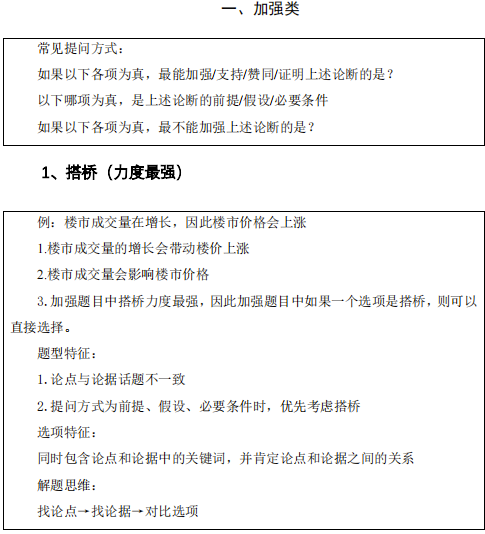 一、加强类
常见提问方式：
如果以下各项为真，最能加强/支持/赞同/证明上述论断的是？
以下哪项为真，是上述论断的前提/假设/必要条件
如果以下各项为真，最不能加强上述论断的是？
1、搭桥（力度最强）
例：楼市成交量在增长，因此楼市价格会上涨
1.楼市成交量的增长会带动楼价上涨
2.楼市成交量会影响楼市价格
3.加强题目中搭桥力度最强，因此加强题目中如果一个选项是搭桥，则可以
直接选择。
题型特征：
1.论点与论据话题不一致
2.提问方式为前提、假设、必要条件时，优先考虑搭桥
选项特征：
同时包含论点和论据中的关键词，并肯定论点和论据之间的关系
解题思维：
找论点→找论据→对比选项